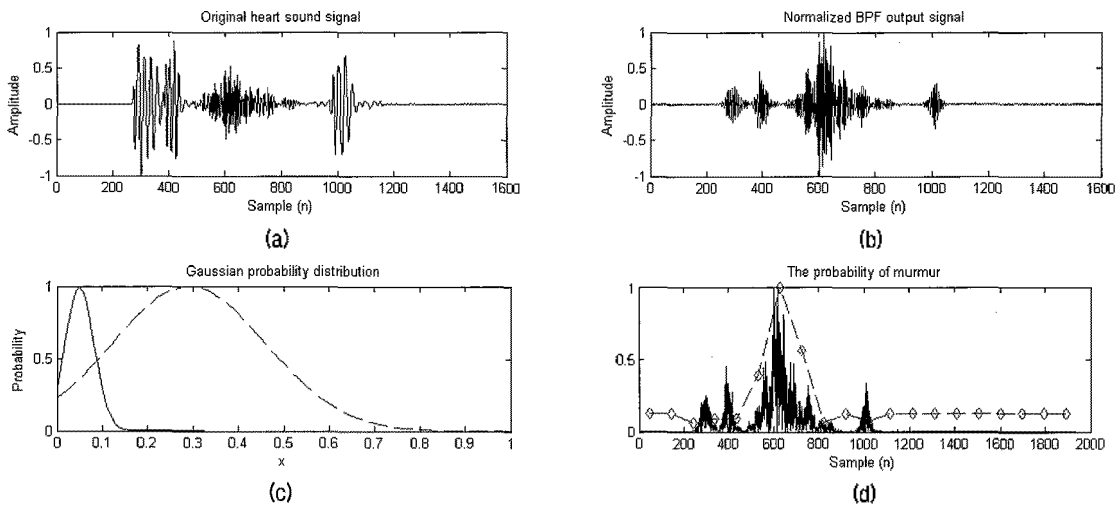 Original heart sound signal
1
0.5
0
-0.5
-1
Amplitude
0 200 400 600 800 1000 1200 1400 1600
Sample (n)
(a)
Normalized BPF output signal
1
0.5
0
-0.5
-1
Amplitude
0 200 400 600 800 1000 1200 1400 1600
Sample (n)
(b)
Gaussian probability distribution
1
0.5
0
Probability
0 0.1 0.2 0.3 0.4 0.5 0.6 0.7 0.8 0.9 1
x
(c)
The probability of murmur
1
0.5
0
0 200 400 600 800 1000 1200 1400 1600 1800 2000
Sample (n)
(d)